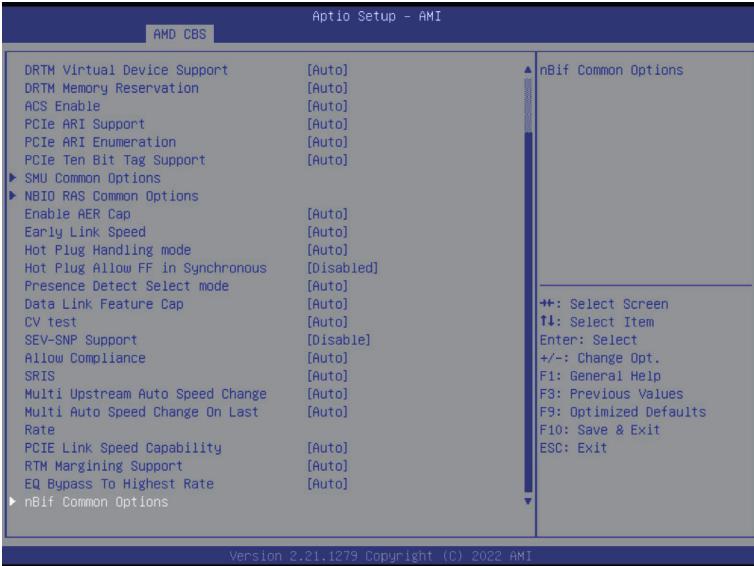 Aptio Setup – AMI
AMD CBS
DRTM Virtual Device Support [Auto]
DRTM Memory Reservation [Auto]
ACS Enable [Auto]
PCIe ARI Support [Auto]
PCIe ARI Enumeration [Auto]
PCIe Ten Bit Tag Support [Auto]
SMU Common Options
NBIO RAS Common Options
Enable AER Cap [Auto]
Early Link Speed [Auto]
Hot Plug Handling mode [Auto]
Hot Plug Allow FF in Synchronous [Disabled]
Presence Detect Select mode [Auto]
Data Link Feature Cap [Auto]
CV test [Auto]
SEV-SNP Support [Disable]
Allow Compliance [Auto]
SRIS [Auto]
Multi Upstream Auto Speed Change [Auto]
Multi Auto Speed Change On Last [Auto]
Rate
PCIE Link Speed Capability [Auto]
RTM Margining Support [Auto]
EQ Bypass To Highest Rate [Auto]
nBif Common Options
nBif Common Options
→←: Select Screen
↑↓: Select Item
Enter: Select
+/-: Change Opt.
F1: General Help
F3: Previous Values
F9: Optimized Defaults
F10: Save & Exit
ESC: Exit
Version 2.21.1279 Copyright (C) 2022 AMI